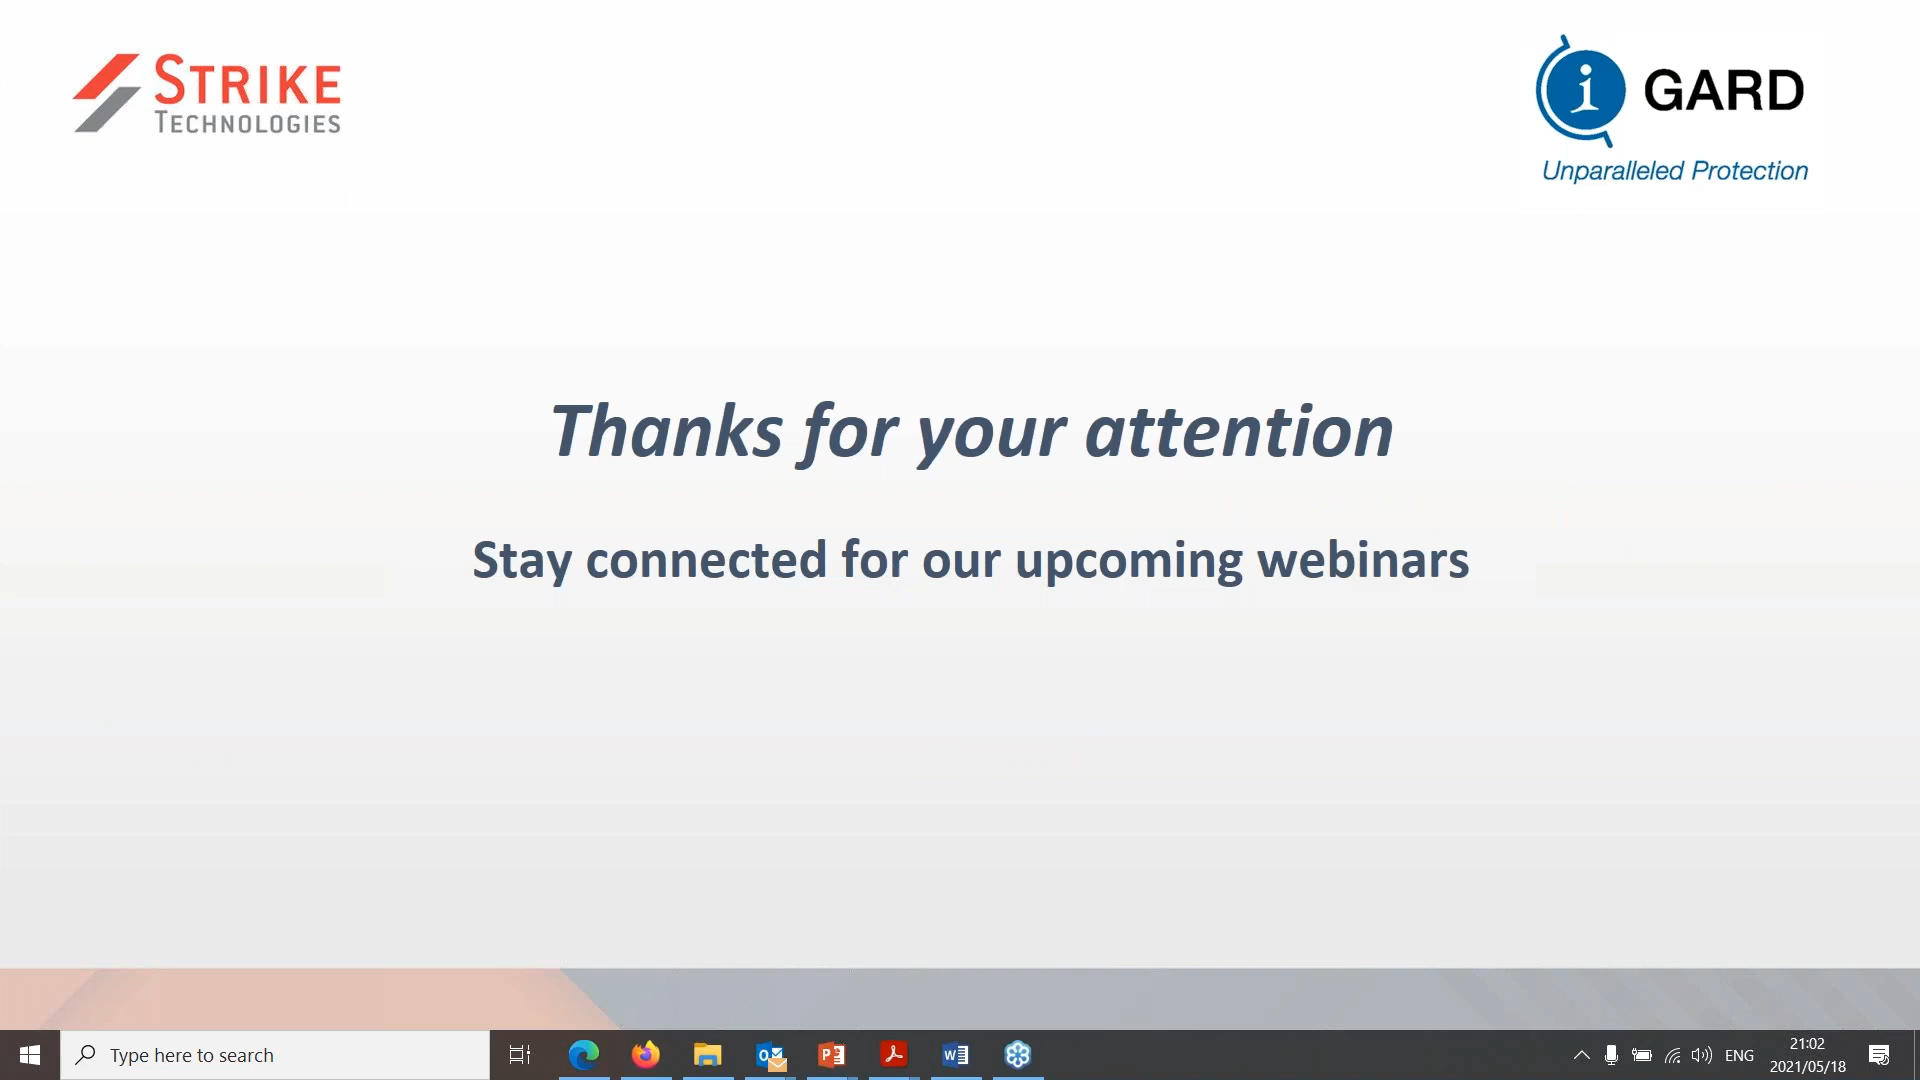 STRIKE
TECHNOLOGIES
i GARD
Unparalleled Protection
Thanks for your attention
Stay connected for our upcoming webinars
Type here to search
ENG
21:02
2021/05/18